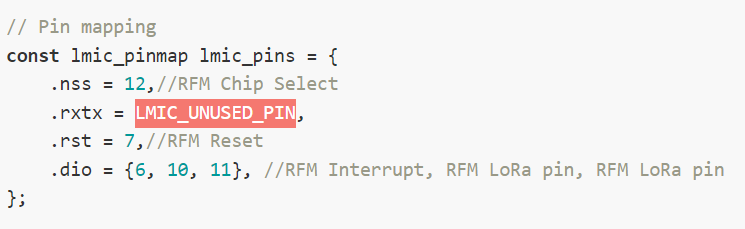 // Pin mapping
const lmic_pinmap lmic_pins = {
.nss = 12,//RFM Chip Select
.rxtx = LMIC_UNUSED_PIN,
.rst = 7,//RFM Reset
.dio = {6, 10, 11}, //RFM Interrupt, RFM LoRa pin, RFM LoRa pin
};